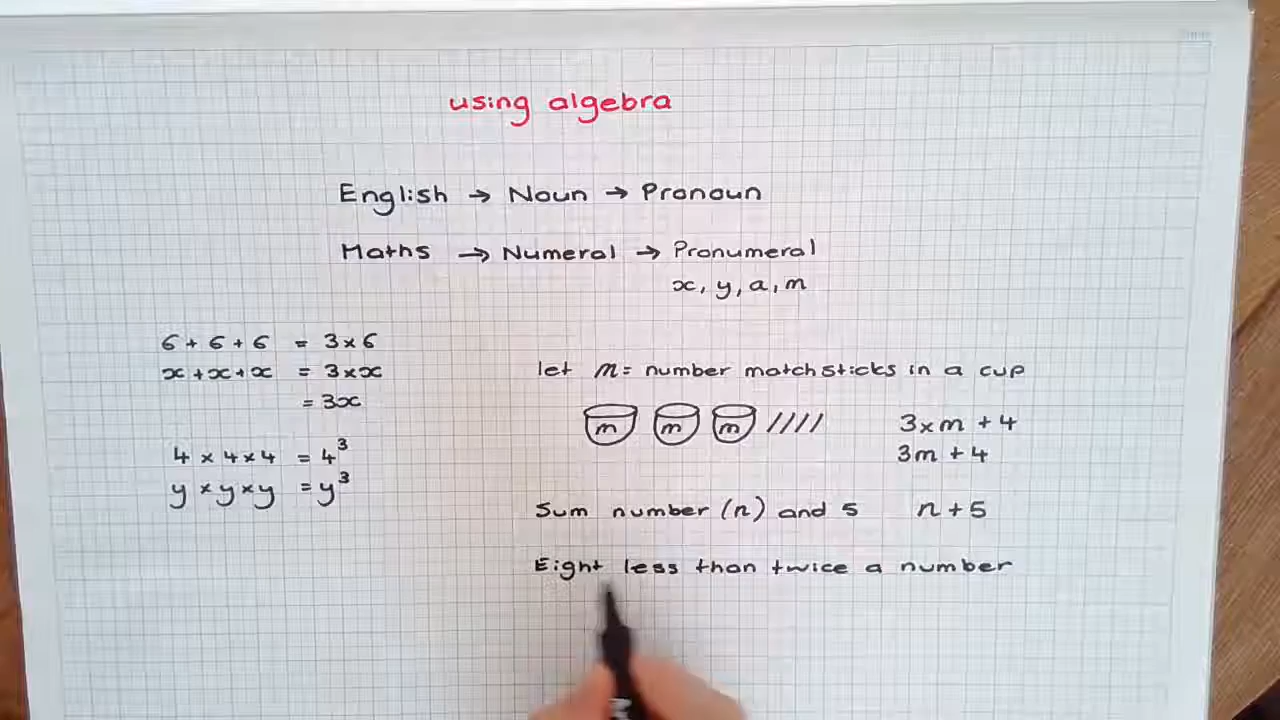 using algebra
English → Noun → Pronoun
Maths → Numeral → Pronumeral
x, y, a, m
6 + 6 + 6 = 3 x 6
x + x + x = 3 x x
= 3x
4 x 4 x 4 = 4³
y x y x y = y³
let m = number matchsticks in a cup
m m m //// 3 x m + 4
3m + 4
Sum number (n) and 5 n + 5
Eight less than twice a number